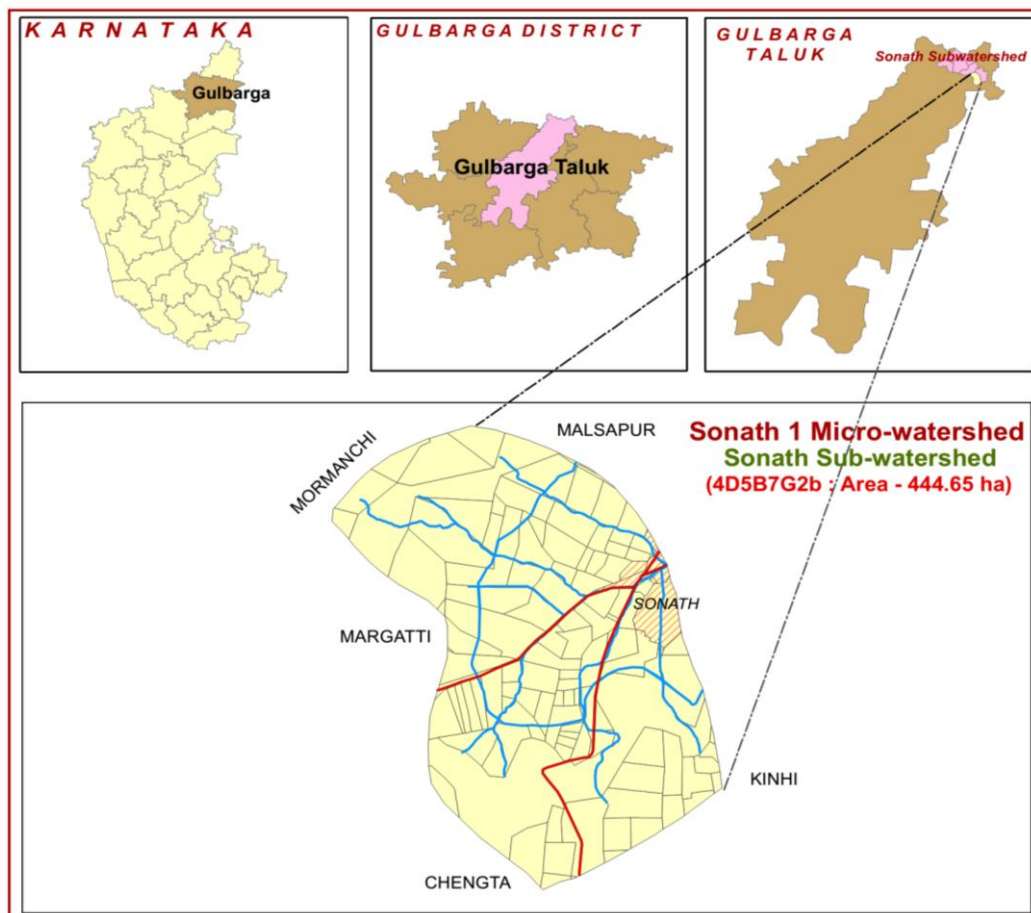 KARNATAKA
Gulbarga
GULBARGA DISTRICT
Gulbarga Taluk
GULBARGA
TALUK
Sonath Subwatershed
Sonath 1 Micro-watershed
Sonath Sub-watershed
(4D5B7G2b : Area - 444.65 ha)
MALSAPUR
MORMANCHI
SONATH
MARGATTI
KINHI
CHENGTA